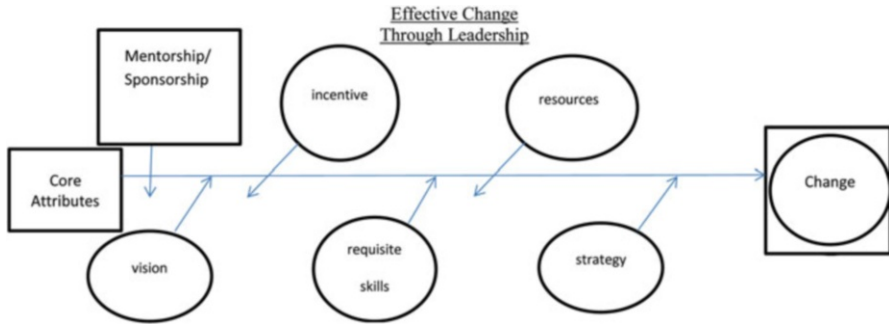 Effective Change
Through Leadership
Mentorship/
Sponsorship
incentive
resources
Core
Attributes
Change
vision
requisite
skills
strategy